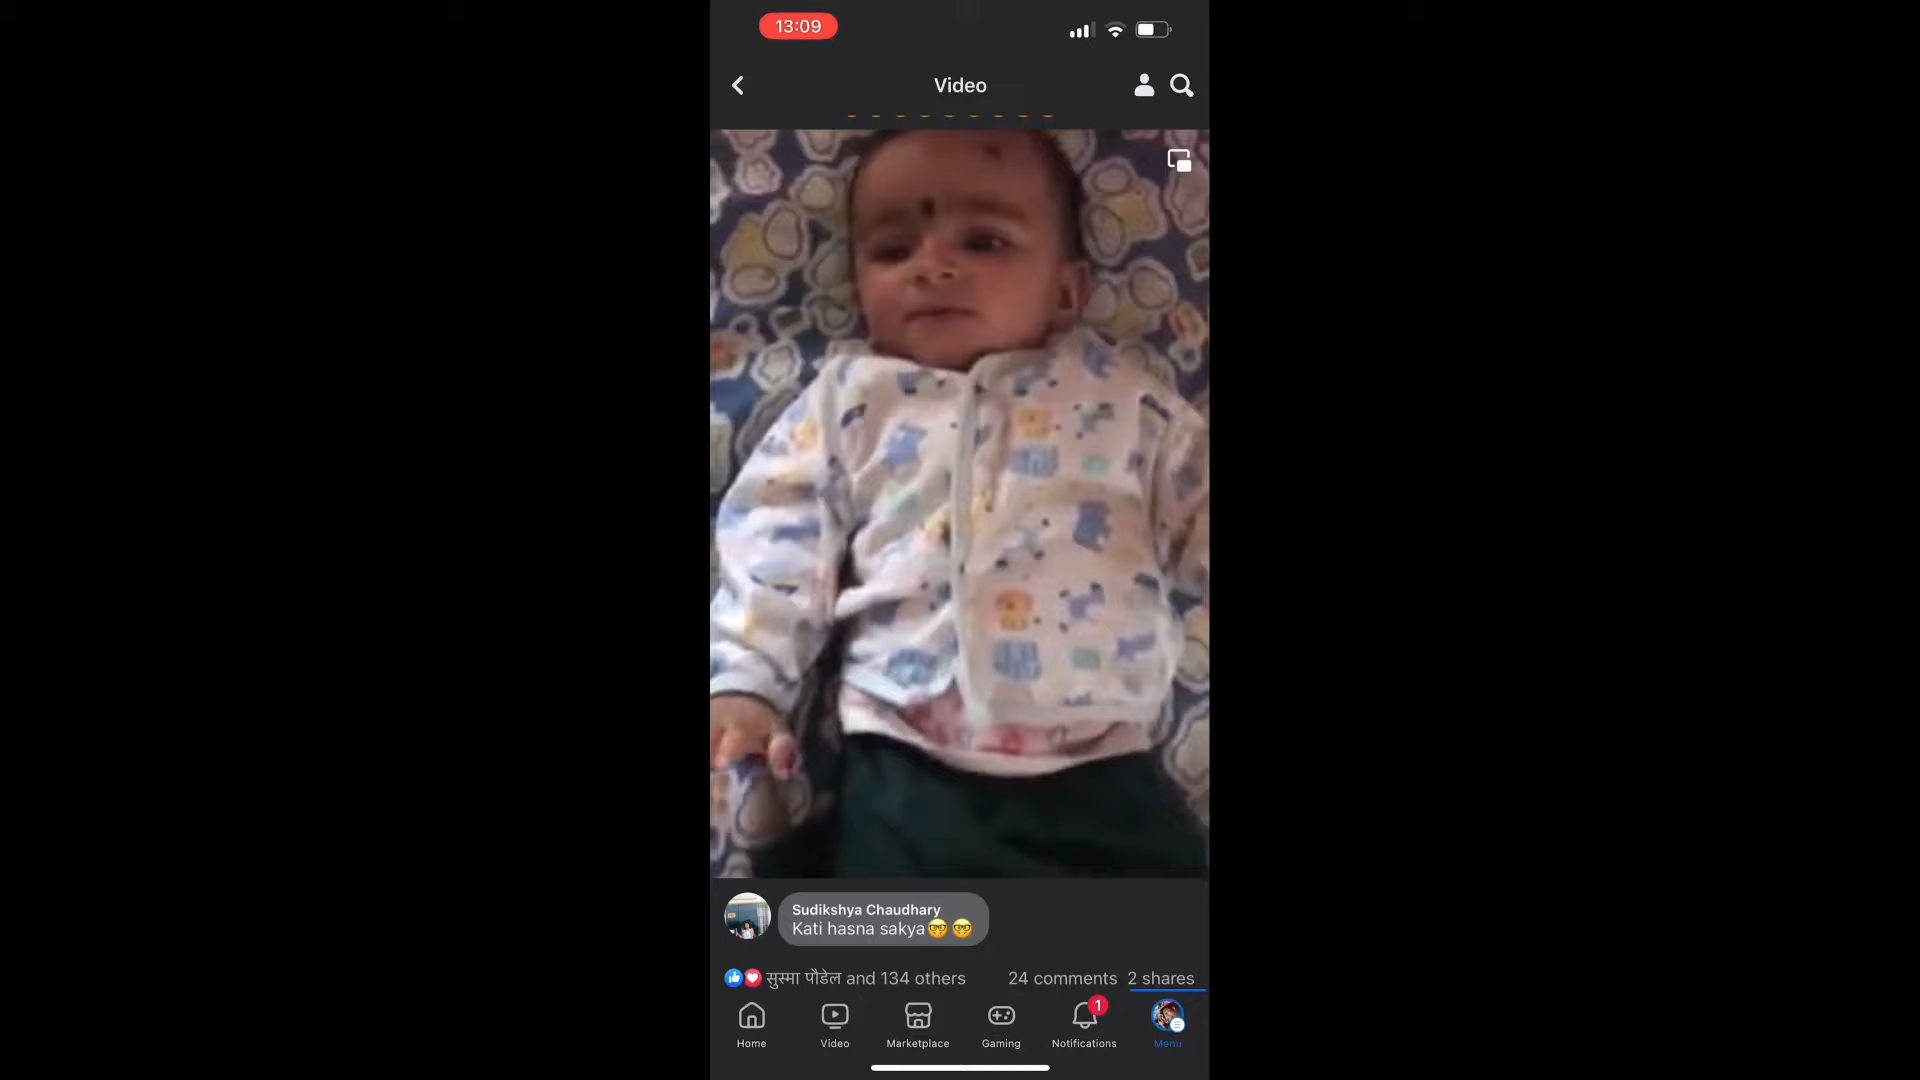 13:09
Video
Sudikshya Chaudhary
Kati hasna sakya🤓🤓
सुस्मा पौडेल and 134 others 24 comments 2 shares
1
Home Video Marketplace Gaming Notifications Menu